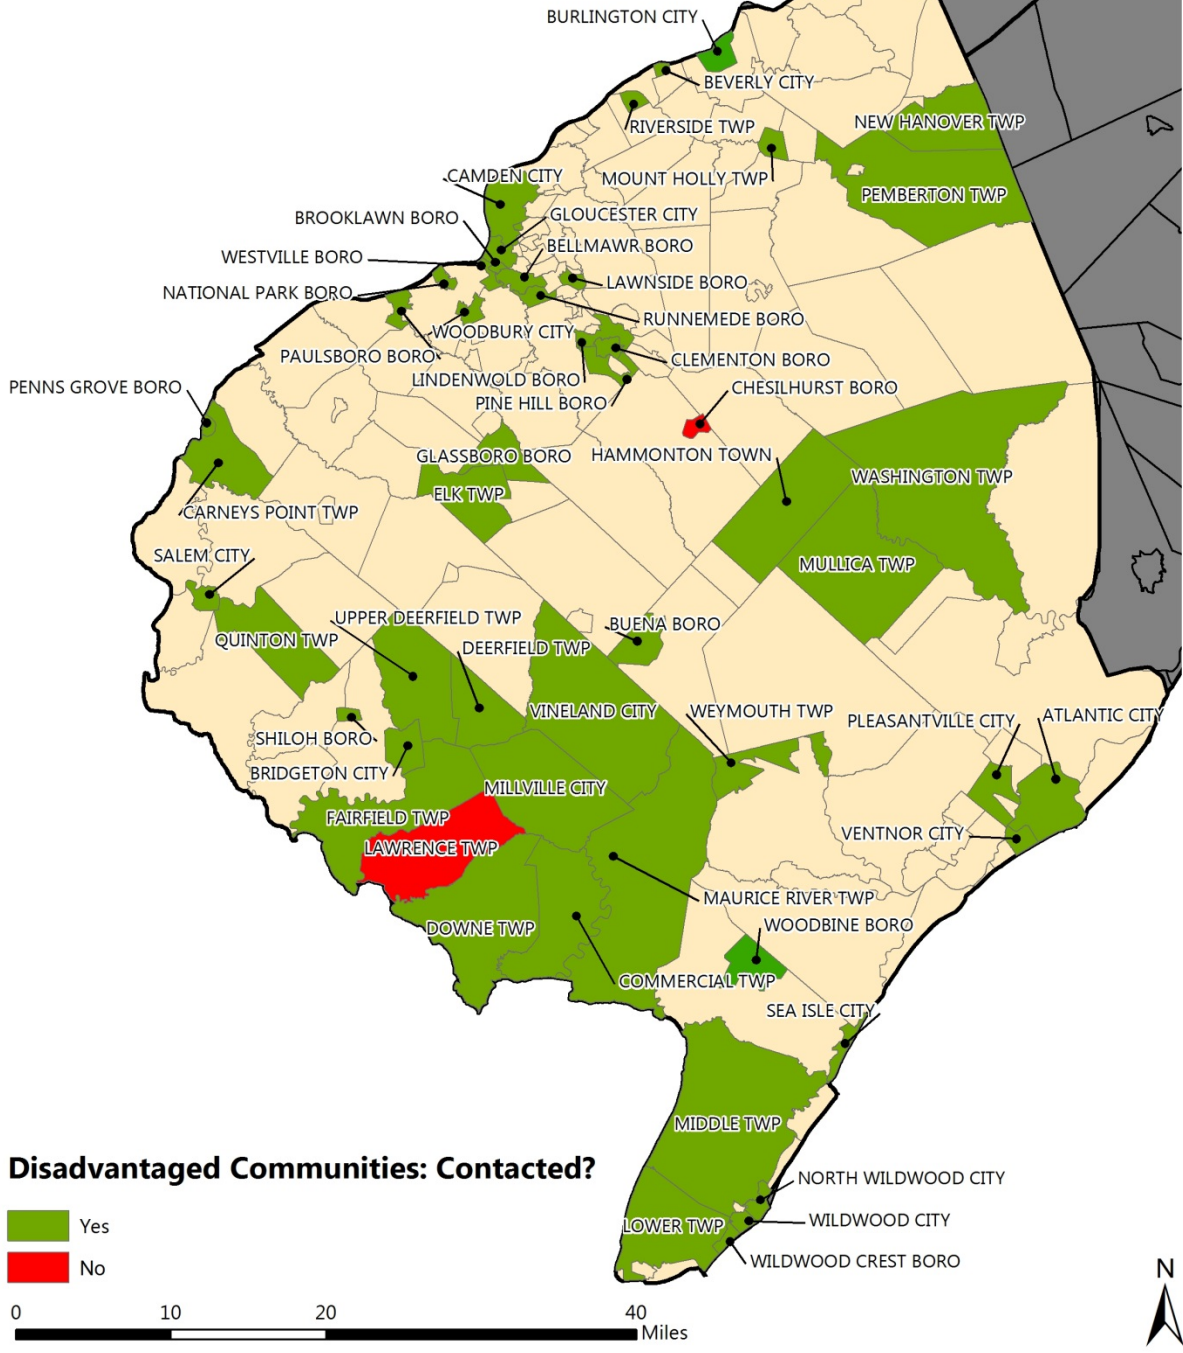 BURLINGTON CITY
BEVERLY CITY
NEW HANOVER TWP
RIVERSIDE TWP
CAMDEN CITY
MOUNT HOLLY TWP
PEMBERTON TWP
BROOKLAWN BORO
GLOUCESTER CITY
BELLMAWR BORO
WESTVILLE BORO
LAWNSIDE BORO
NATIONAL PARK BORO
RUNNEMEDE BORO
WOODBURY CITY
PAULSBORO BORO
CLEMENTON BORO
LINDENWOLD BORO
PENNS GROVE BORO
CHESILHURST BORO
PINE HILL BORO
GLASSBORO BORO
HAMMONTON TOWN
WASHINGTON TWP
ELK TWP
CARNEYS POINT TWP
SALEM CITY
MULLICA TWP
UPPER DEERFIELD TWP
BUENA BORO
QUINTON TWP
DEERFIELD TWP
VINELAND CITY
WEYMOUTH TWP
PLEASANTVILLE CITY
ATLANTIC CITY
SHILOH BORO
BRIDGETON CITY
MILLVILLE CITY
FAIRFIELD TWP
VENTNOR CITY
LAWRENCE TWP
MAURICE RIVER TWP
DOWNE TWP
WOODBINE BORO
COMMERCIAL TWP
SEA ISLE CITY
MIDDLE TWP
Disadvantaged Communities: Contacted?
NORTH WILDWOOD CITY
Yes
LOWER TWP
WILDWOOD CITY
No
WILDWOOD CREST BORO
N
0 10 20 40
Miles